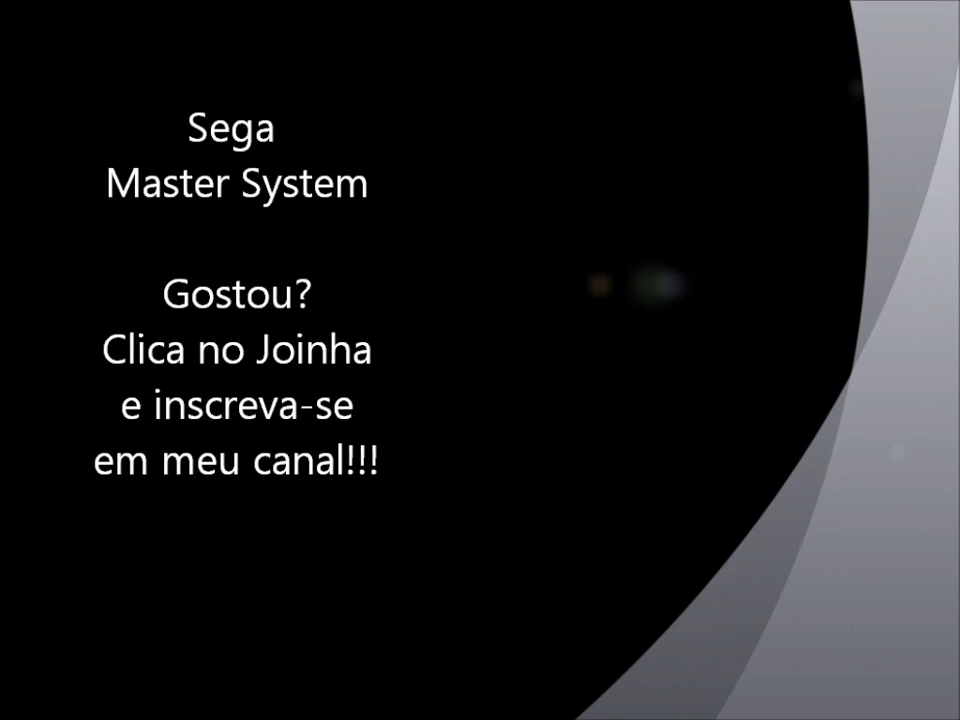 Sega
Master System
Gostou?
Clica no Joinha
e inscreva-se
em meu canal!!!